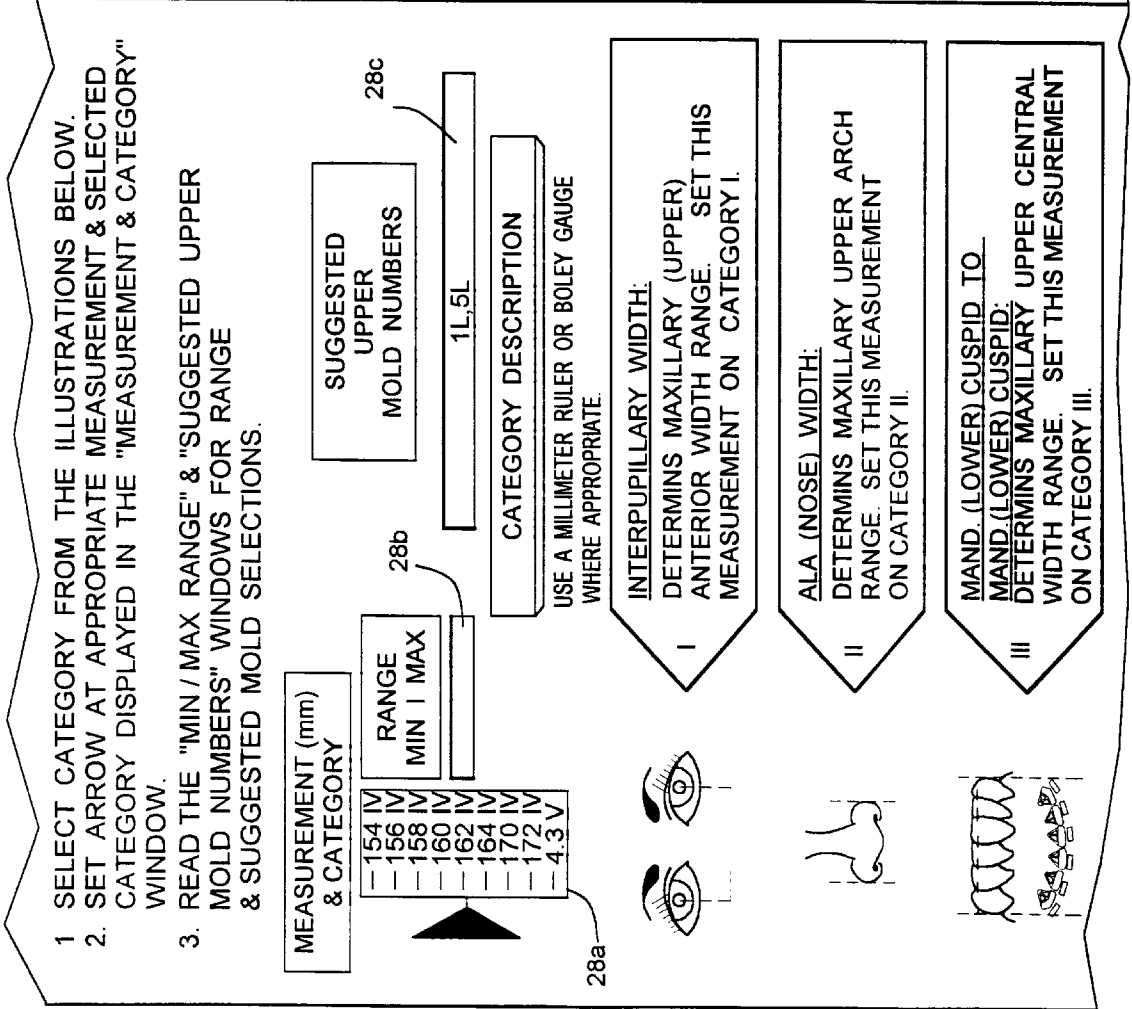 1 SELECT CATEGORY FROM THE ILLUSTRATIONS BELOW.
2. SET ARROW AT APPROPRIATE MEASUREMENT & SELECTED
CATEGORY DISPLAYED IN THE "MEASUREMENT & CATEGORY"
WINDOW.
3. READ THE "MIN / MAX RANGE" & "SUGGESTED UPPER
MOLD NUMBERS" WINDOWS FOR RANGE
& SUGGESTED MOLD SELECTIONS.
MEASUREMENT (mm)
& CATEGORY
RANGE
MIN I MAX
SUGGESTED
UPPER
MOLD NUMBERS
— 154 IV
— 156 IV
— 158 IV
— 160 IV
— 162 IV
— 164 IV
— 170 IV
— 172 IV
— 4.3 V
28a
28b
1L,5L
28c
CATEGORY DESCRIPTION
USE A MILLIMETER RULER OR BOLEY GAUGE
WHERE APPROPRIATE.
I
INTERPUPILLARY WIDTH:
DETERMINS MAXILLARY (UPPER)
ANTERIOR WIDTH RANGE. SET THIS
MEASUREMENT ON CATEGORY I.
II
ALA (NOSE) WIDTH:
DETERMINS MAXILLARY UPPER ARCH
RANGE. SET THIS MEASUREMENT
ON CATEGORY II.
III
MAND. (LOWER) CUSPID TO
MAND.(LOWER) CUSPID:
DETERMINS MAXILLARY UPPER CENTRAL
WIDTH RANGE. SET THIS MEASUREMENT
ON CATEGORY III.